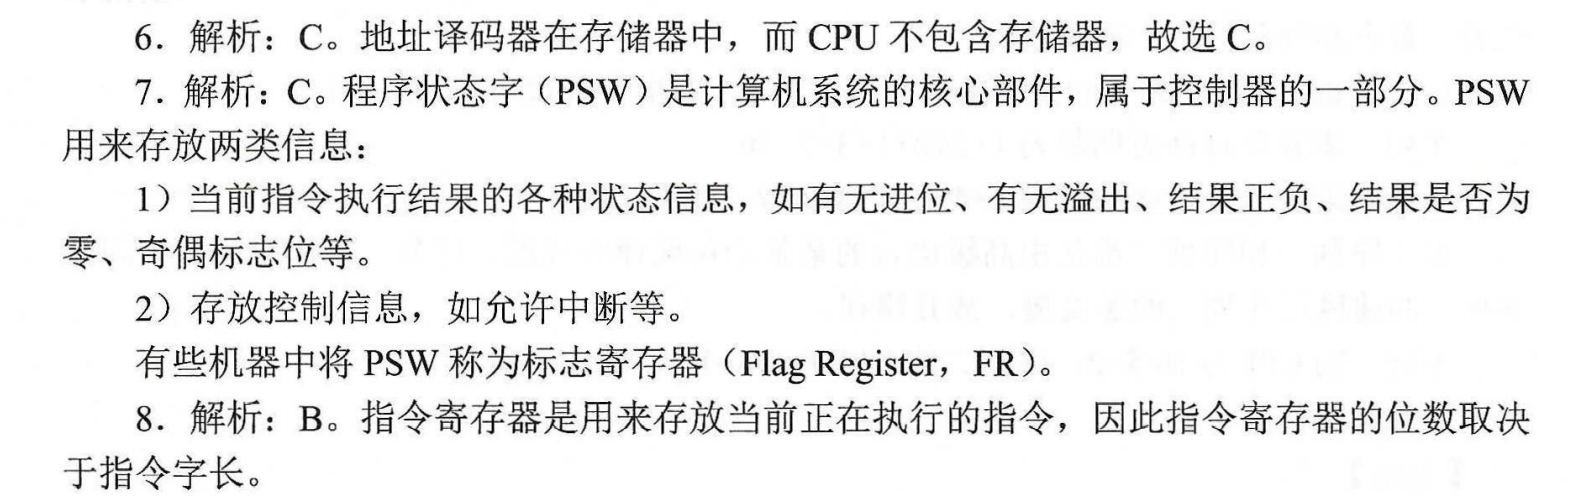 6．解析：C。地址译码器在存储器中，而 CPU 不包含存储器，故选 C。
7．解析：C。程序状态字（PSW）是计算机系统的核心部件，属于控制器的一部分。PSW
用来存放两类信息：
1）当前指令执行结果的各种状态信息，如有无进位、有无溢出、结果正负、结果是否为
零、奇偶标志位等。
2）存放控制信息，如允许中断等。
有些机器中将 PSW 称为标志寄存器（Flag Register，FR）。
8．解析：B。指令寄存器是用来存放当前正在执行的指令，因此指令寄存器的位数取决
于指令字长。